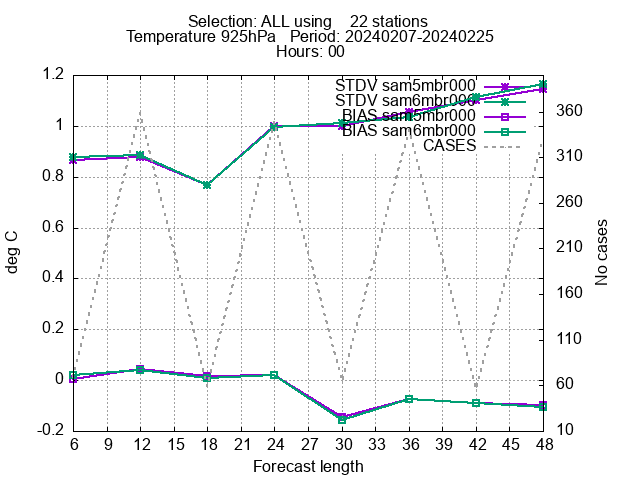 Selection: ALL using    22 stations
Temperature 925hPa   Period: 20240207-20240225
Hours: 00
STDV sam5mbr000
STDV sam6mbr000
BIAS sam5mbr000
BIAS sam6mbr000
CASES
1.2
1
0.8
0.6
0.4
0.2
0
-0.2
deg C
360
310
260
210
160
110
60
10
No cases
6 9 12 15 18 21 24 27 30 33 36 39 42 45 48
Forecast length